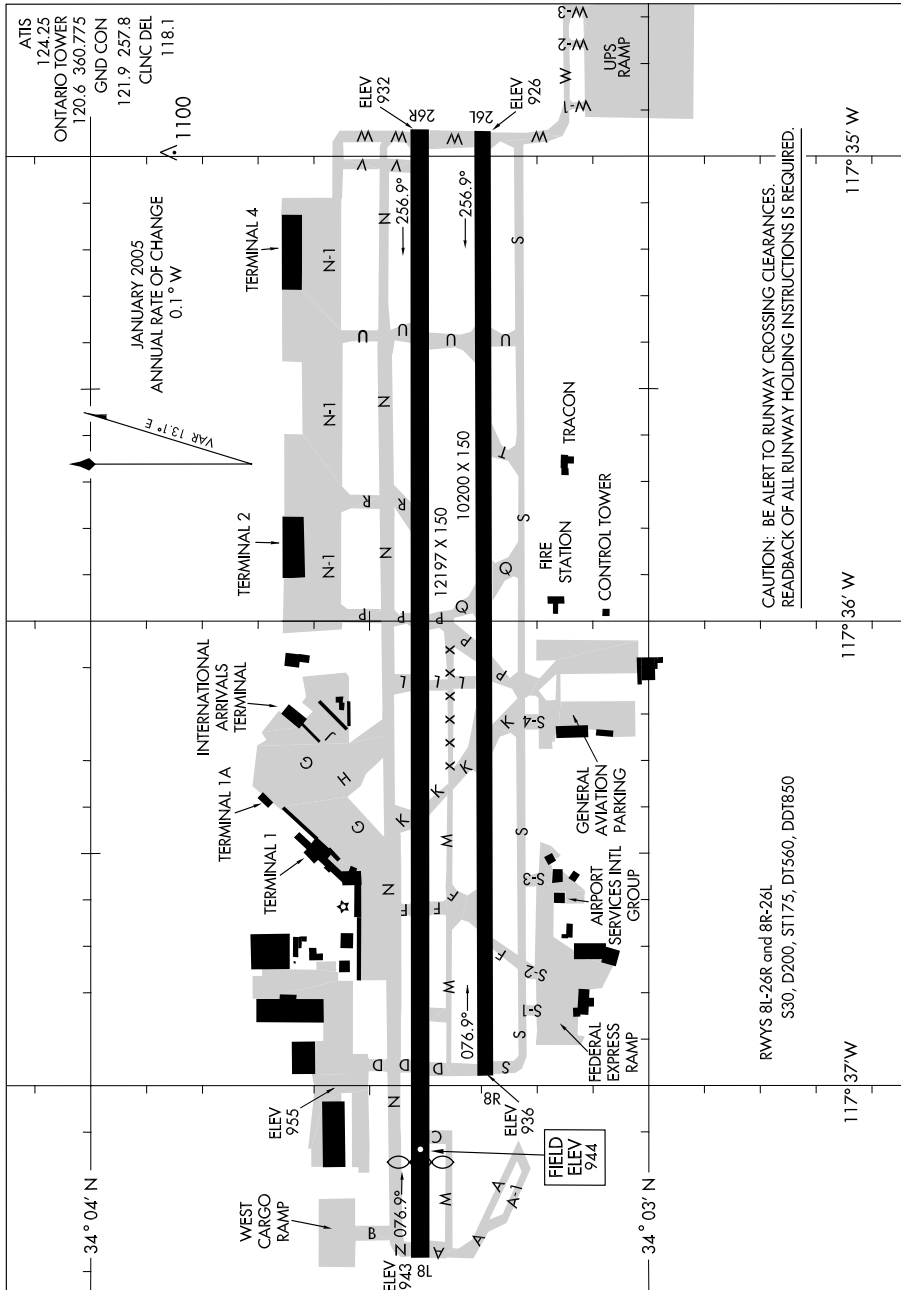 ATIS
124.25
ONTARIO TOWER
120.6 360.775
GND CON
121.9 257.8
CLNC DEL
118.1
1100
JANUARY 2005
ANNUAL RATE OF CHANGE
0.1° W
VAR 13.1° E
34° 04' N
WEST
CARGO
RAMP
ELEV
955
TERMINAL 1
TERMINAL 1A
INTERNATIONAL
ARRIVALS
TERMINAL
TERMINAL 2
TERMINAL 4
G
H
J
G
N-1
N-1
N-1
B
D
P
R
U
V
W
N
N
N
N
N
N
D
F
K
L
P
R
U
V
W
ELEV
943
8L
076.9°
256.9°
26R
ELEV
932
12197 X 150
A
C
D
F
K
L
P
Q
U
W
M
M
M
F
K
P
x x x x x x
FIELD
ELEV
944
ELEV
936
8R
076.9°
10200 X 150
256.9°
26L
ELEV
926
A
A
A-1
S
F
K
P
Q
T
U
W
S
S
S
S
S-1
S-2
S-3
S-4
W-1
W
W-2
W-3
UPS
RAMP
FEDERAL
EXPRESS
RAMP
AIRPORT
SERVICES INTL
GROUP
GENERAL
AVIATION
PARKING
FIRE
STATION
CONTROL TOWER
TRACON
34° 03' N
RWYS 8L-26R and 8R-26L
S30, D200, ST175, DT560, DDT850
CAUTION: BE ALERT TO RUNWAY CROSSING CLEARANCES.
READBACK OF ALL RUNWAY HOLDING INSTRUCTIONS IS REQUIRED.
117° 37'W
117° 36' W
117° 35' W